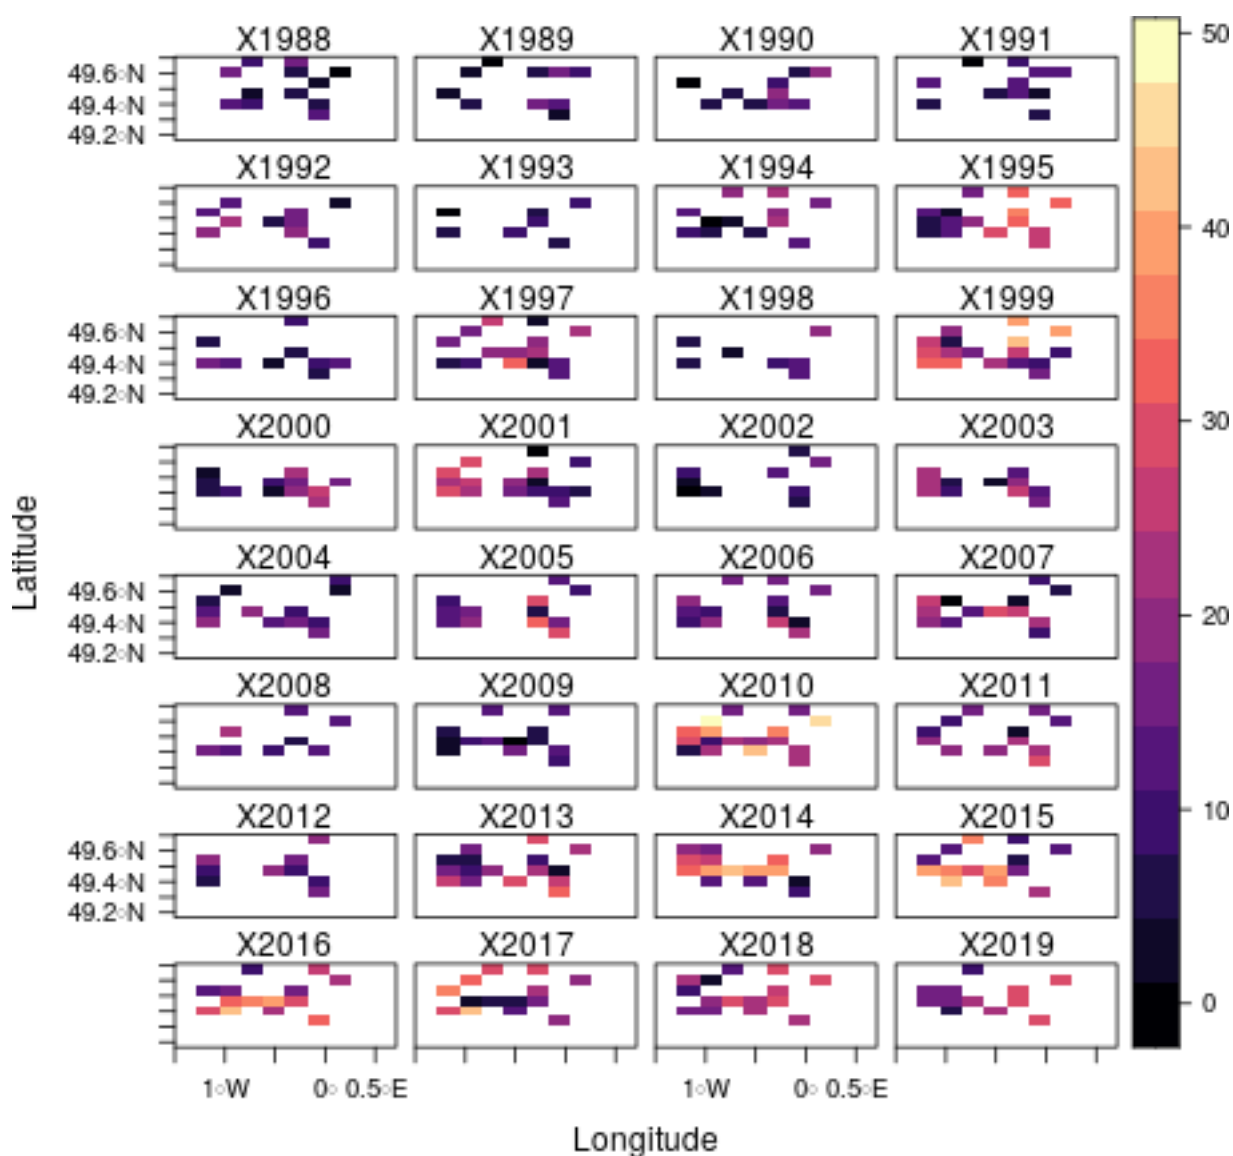 X1988 X1989 X1990 X1991 50
49.6°N
49.4°N
49.2°N
X1992 X1993 X1994 X1995
40
X1996 X1997 X1998 X1999
49.6°N
49.4°N
49.2°N
X2000 X2001 X2002 X2003 30
Latitude
X2004 X2005 X2006 X2007
49.6°N
49.4°N
49.2°N
20
X2008 X2009 X2010 X2011
X2012 X2013 X2014 X2015 10
49.6°N
49.4°N
49.2°N
X2016 X2017 X2018 X2019
0
1°W 0° 0.5°E 1°W 0° 0.5°E
Longitude